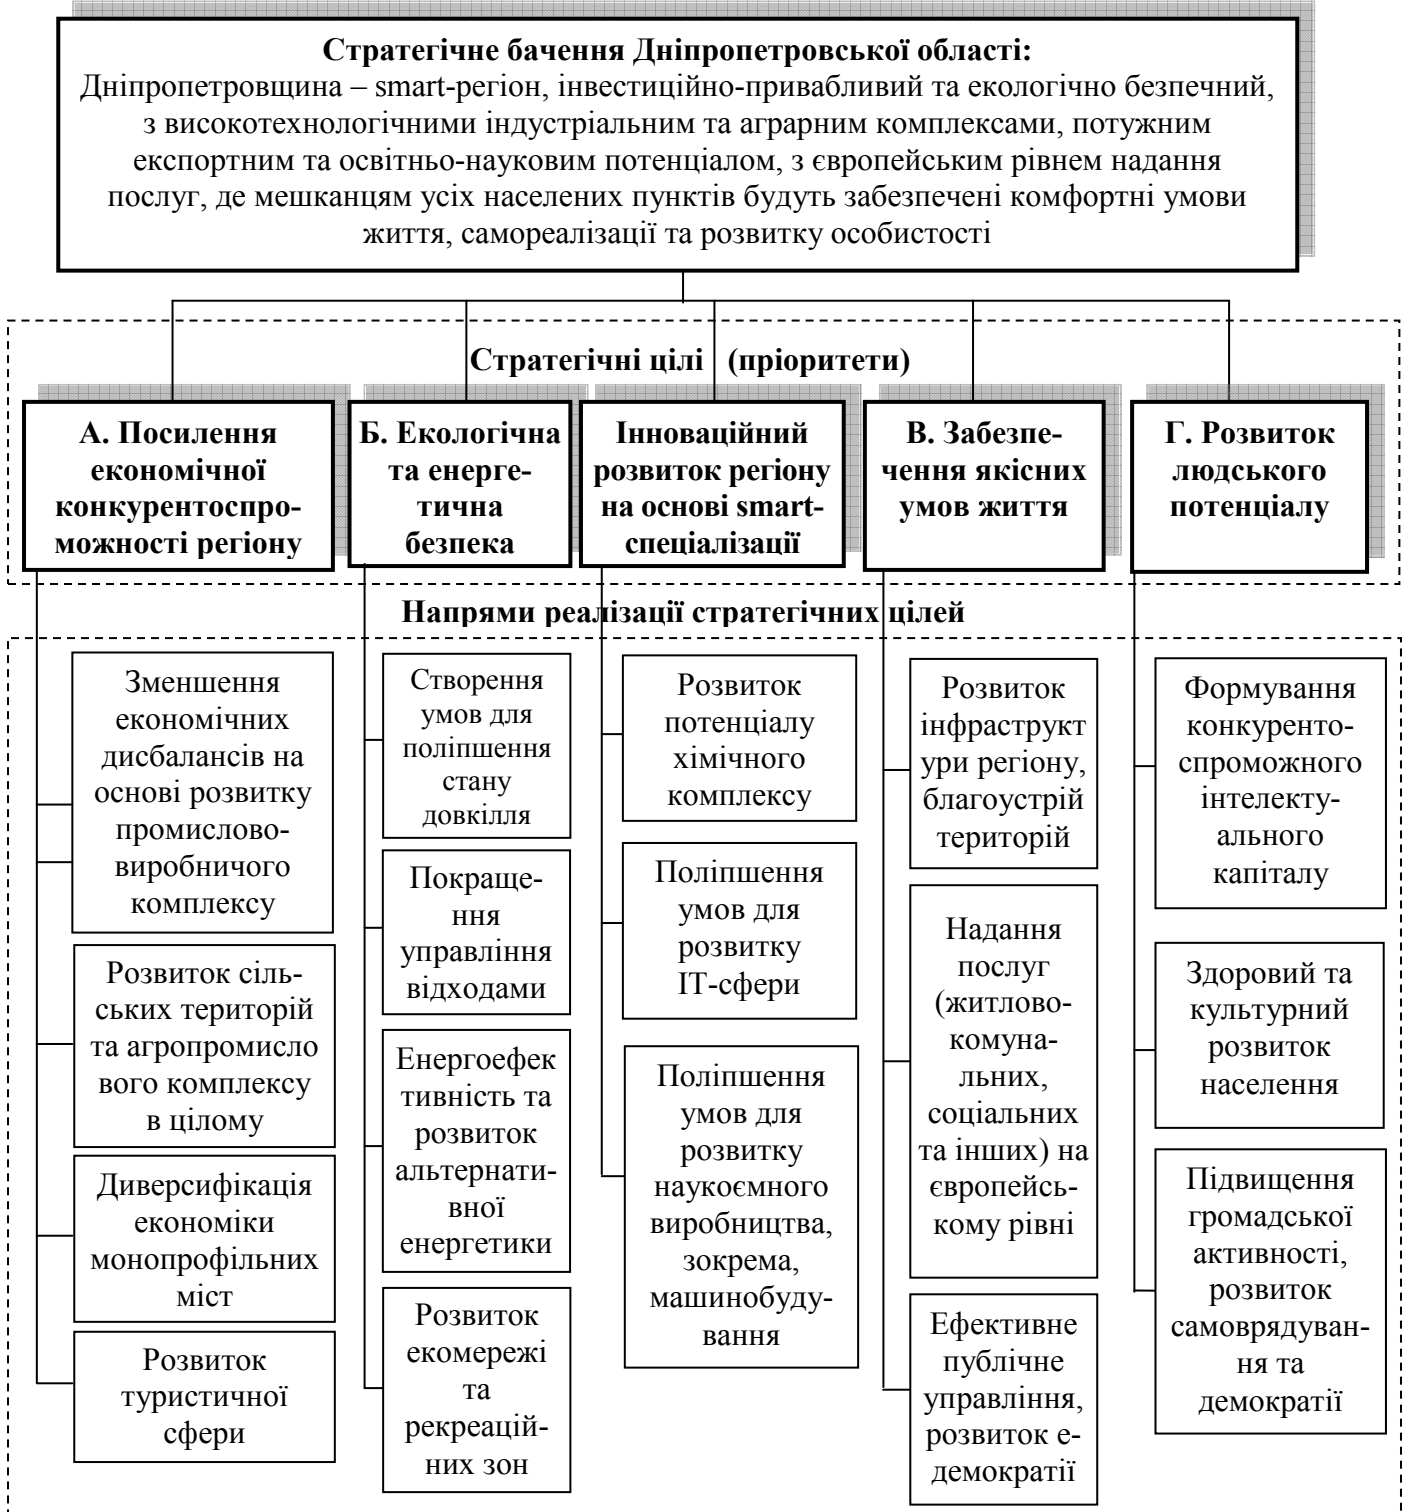 Стратегічне бачення Дніпропетровської області:
Дніпропетровщина – smart-регіон, інвестиційно-привабливий та екологічно безпечний,
з високотехнологічними індустріальним та аграрним комплексами, потужним
експортним та освітньо-науковим потенціалом, з європейським рівнем надання
послуг, де мешканцям усіх населених пунктів будуть забезпечені комфортні умови
життя, самореалізації та розвитку особистості
Стратегічні цілі (пріоритети)
А. Посилення
економічної
конкурентоспро-
можності регіону
Б. Екологічна
та енерге-
тична
безпека
Інноваційний
розвиток регіону
на основі smart-
спеціалізації
В. Забезпе-
чення якісних
умов життя
Г. Розвиток
людського
потенціалу
Напрями реалізації стратегічних цілей
Зменшення
економічних
дисбалансів на
основі розвитку
промислово-
виробничого
комплексу
Розвиток сіль-
ських територій
та агропромисло
вого комплексу
в цілому
Диверсифікація
економіки
монопрофільних
міст
Розвиток
туристичної
сфери
Створення
умов для
поліпшення
стану
довкілля
Покраще-
ння
управління
відходами
Енергоефек
тивність та
розвиток
альтернати-
вної
енергетики
Розвиток
екомережі
та
рекреацій-
них зон
Розвиток
потенціалу
хімічного
комплексу
Поліпшення
умов для
розвитку
ІТ-сфери
Поліпшення
умов для
розвитку
наукоємного
виробництва,
зокрема,
машинобуду-
вання
Розвиток
інфраструкт
ури регіону,
благоустрій
територій
Надання
послуг
(житлово-
комуна-
льних,
соціальних
та інших) на
європейсь-
кому рівні
Ефективне
публічне
управління,
розвиток е-
демократії
Формування
конкуренто-
спроможного
інтелекту-
ального
капіталу
Здоровий та
культурний
розвиток
населення
Підвищення
громадської
активності,
розвиток
самоврядуван-
ня та
демократії